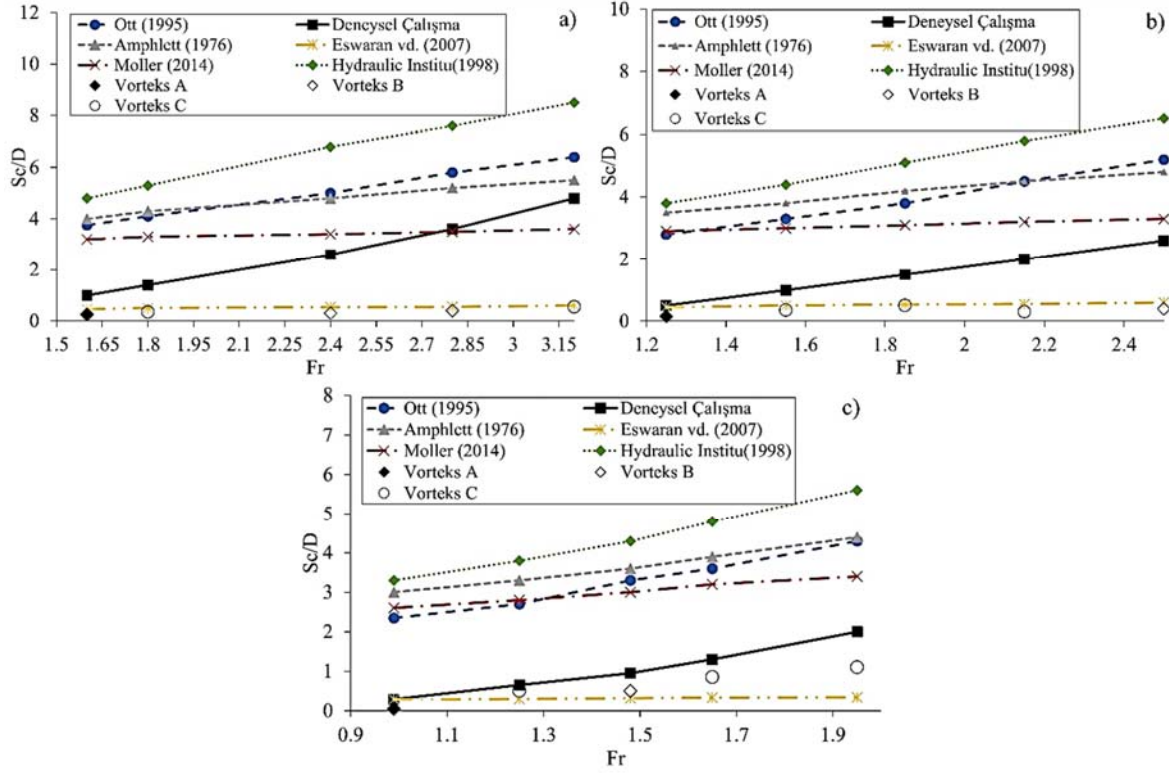 a)
Ott (1995) Deneysel Çalışma
Amphlett (1976) Eswaran vd. (2007)
Moller (2014) Hydraulic Institu(1998)
Vorteks A Vorteks B
Vorteks C
Sc/D
12
10
8
6
4
2
0
1.5 1.65 1.8 1.95 2.1 2.25 2.4 2.55 2.7 2.85 3 3.15
Fr
b)
Ott (1995) Deneysel Çalışma
Amphlett (1976) Eswaran vd. (2007)
Moller (2014) Hydraulic Institu(1998)
Vorteks A Vorteks B
Vorteks C
Sc/D
10
8
6
4
2
0
1.2 1.4 1.6 1.8 2 2.2 2.4
Fr
c)
Ott (1995) Deneysel Çalışma
Amphlett (1976) Eswaran vd. (2007)
Moller (2014) Hydraulic Institu(1998)
Vorteks A Vorteks B
Vorteks C
Sc/D
8
7
6
5
4
3
2
1
0
0.9 1.1 1.3 1.5 1.7 1.9
Fr